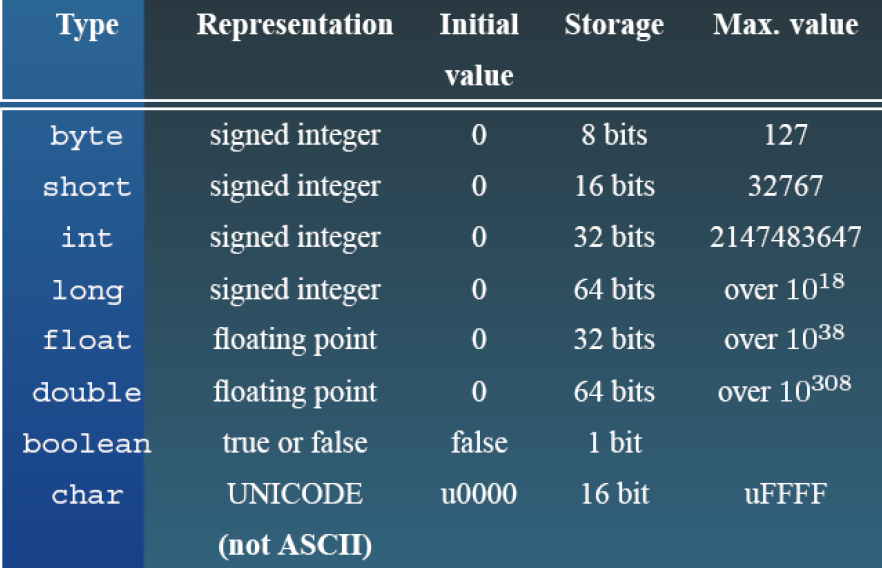 Type Representation Initial value Storage Max. value
byte signed integer 0 8 bits 127
short signed integer 0 16 bits 32767
int signed integer 0 32 bits 2147483647
long signed integer 0 64 bits over 10^18
float floating point 0 32 bits over 10^38
double floating point 0 64 bits over 10^308
boolean true or false false 1 bit
char UNICODE u0000 16 bit uFFFF
(not ASCII)